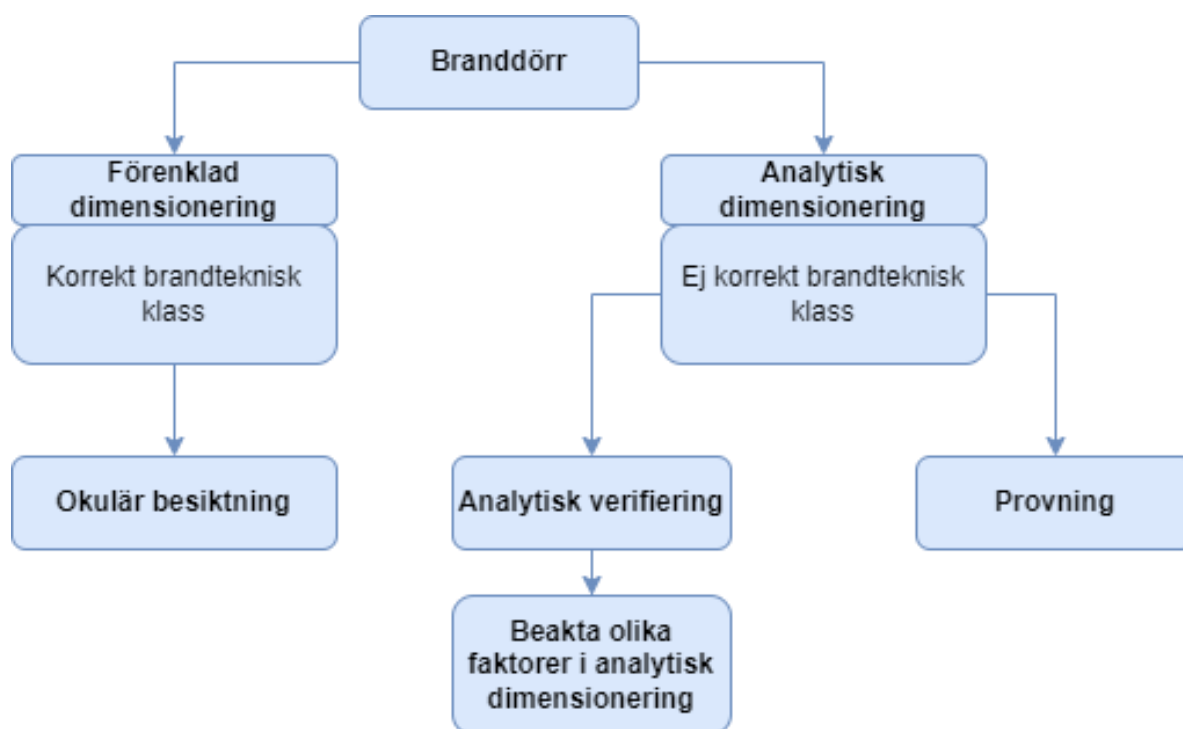 Branddörr
Förenklad
dimensionering
Korrekt brandteknisk
klass
Okulär besiktning
Analytisk
dimensionering
Ej korrekt brandteknisk
klass
Analytisk verifiering
Provning
Beakta olika
faktorer i analytisk
dimensionering